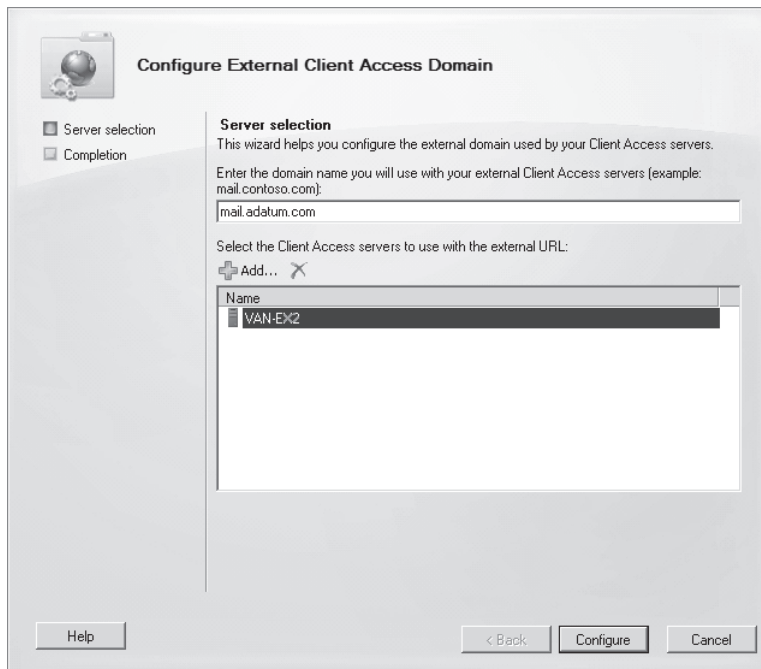 Configure External Client Access Domain
Server selection
Completion
Server selection
This wizard helps you configure the external domain used by your Client Access servers.
Enter the domain name you will use with your external Client Access servers (example:
mail.contoso.com):
mail.adatum.com
Select the Client Access servers to use with the external URL:
Add...
Name
VAN-EX2
Help
< Back
Configure
Cancel